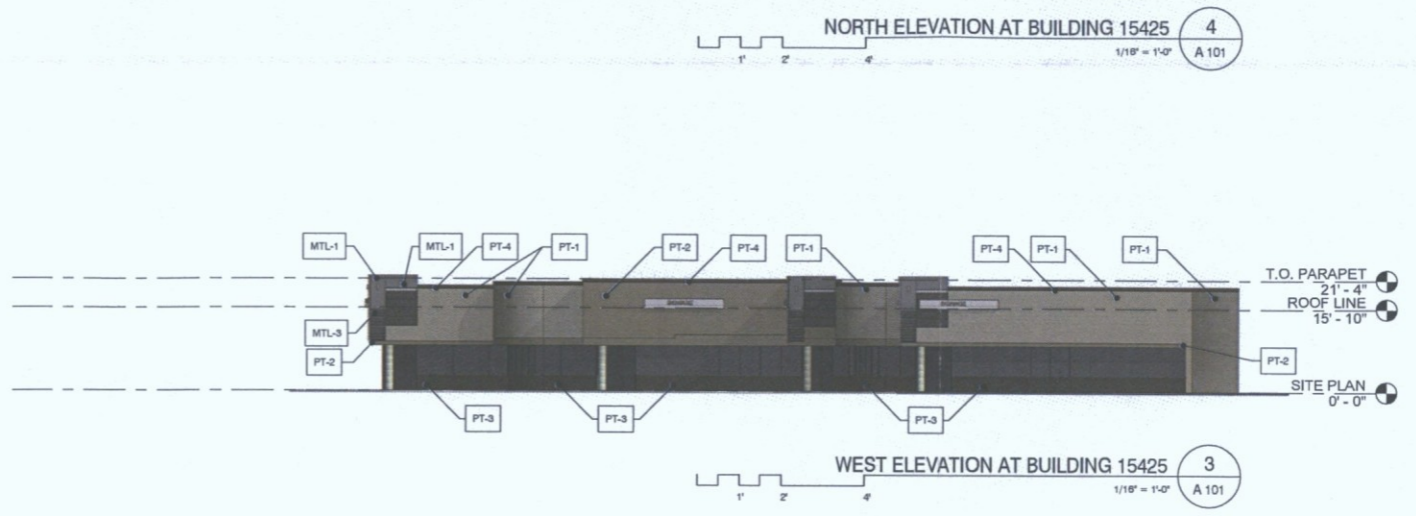 NORTH ELEVATION AT BUILDING 15425
4
1/16" = 1'-0"
A 101
1' 2' 4'
MTL-1 MTL-1 PT-4 PT-1 PT-2 PT-4 PT-1 PT-4 PT-1 PT-1
T.O. PARAPET
21' - 4"
ROOF LINE
15' - 10"
SIGNAGE SIGNAGE
MTL-3
PT-2 PT-2
SITE PLAN
0' - 0"
PT-3 PT-3 PT-3
WEST ELEVATION AT BUILDING 15425
3
1/16" = 1'-0"
A 101
1' 2' 4'